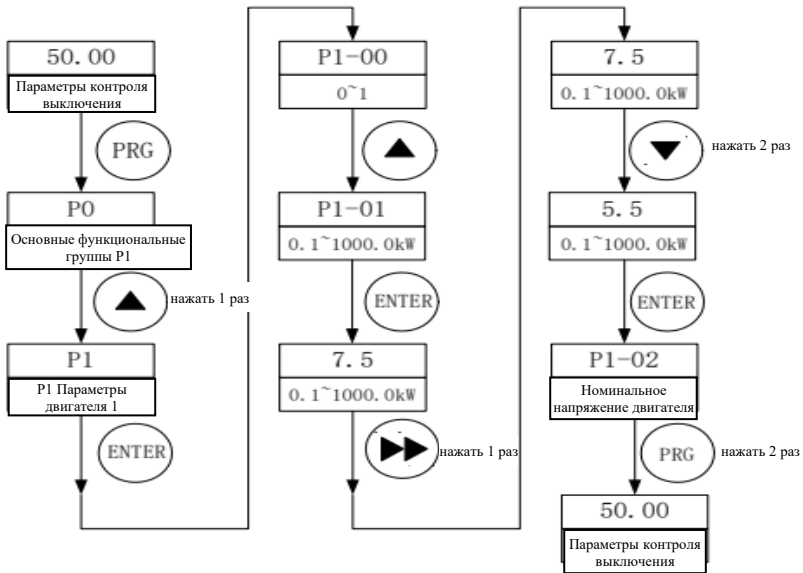 50.00
Параметры контроля
выключения
PRG
P0
Основные функциональные
группы P1
нажать 1 раз
P1
P1 Параметры
двигателя 1
ENTER
P1-00
0~1
P1-01
0.1~1000.0kW
ENTER
7.5
0.1~1000.0kW
нажать 1 раз
7.5
0.1~1000.0kW
нажать 2 раз
5.5
0.1~1000.0kW
ENTER
P1-02
Номинальное
напряжение двигателя
PRG
нажать 2 раз
50.00
Параметры контроля
выключения